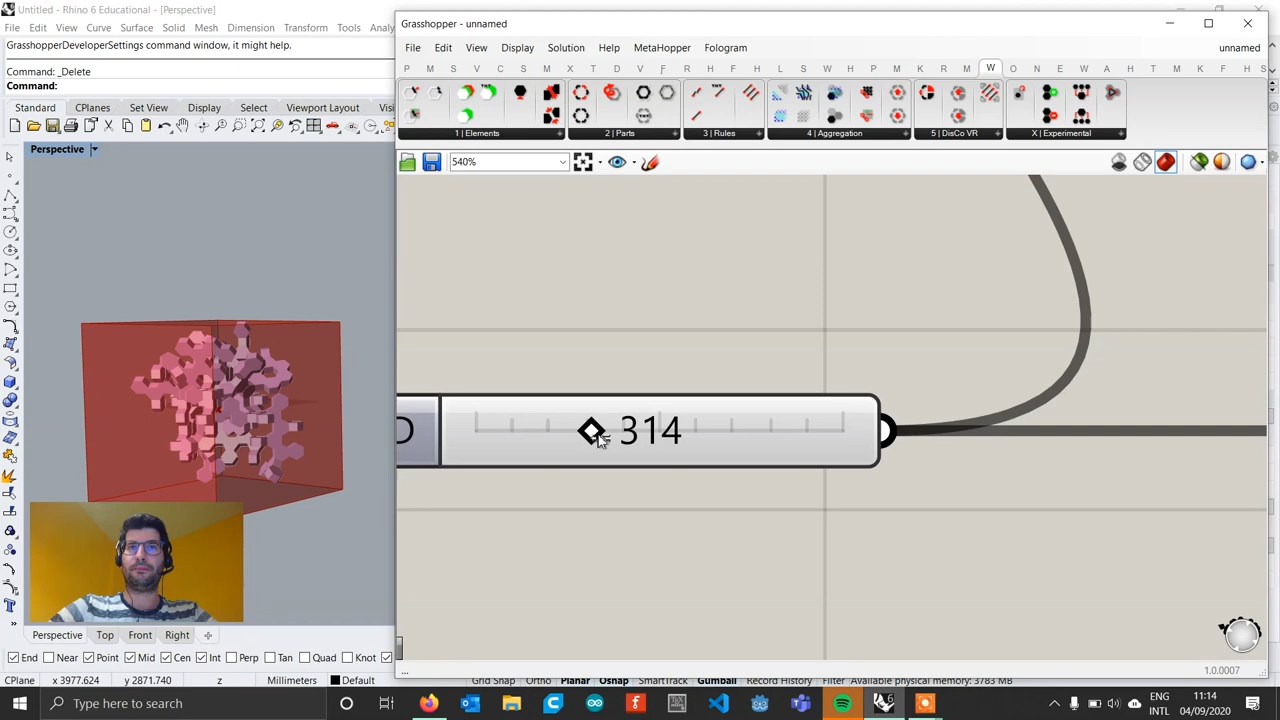 Untitled - Rhino 6 Educational - [Perspective]
File Edit View Curve Surface Solid Mesh Dimension Transform Tools Analy
GrasshopperDeveloperSettings command window, it might help.
Command: _Delete
Command:
Standard CPlanes Set View Display Select Viewport Layout Vis
Perspective
Grasshopper - unnamed
File Edit View Display Solution Help MetaHopper Fologram unnamed
P M S V C S M X T D V F R H F H L S W H P V K R M W O N E W A H E Y T D S F H S
1 | Elements 2 | Parts 3 | Rules 4 | Aggregation 5 | DisCo VR X | Experimental
540%
D 314
1.0.0007
Perspective Top Front Right
End Near Point Mid Cen Int Perp Tan Quad Knot
CPlane x 3977.624 y 2871.740 z Millimeters Default Grid Snap Ortho Planar Osnap SmartTrack Gumball Record History Filter Available physical memory: 3783 MB
Type here to search
ENG
INTL
11:14
04/09/2020